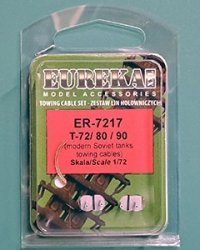 EUREKA
MODEL ACCESSORIES
TOWING CABLE SET - ZESTAW LIN HOLOWNICZYCH
ER-7217
T-72/ 80 / 90
(modern Soviet tanks
towing cables)
Skala/Scale 1/72